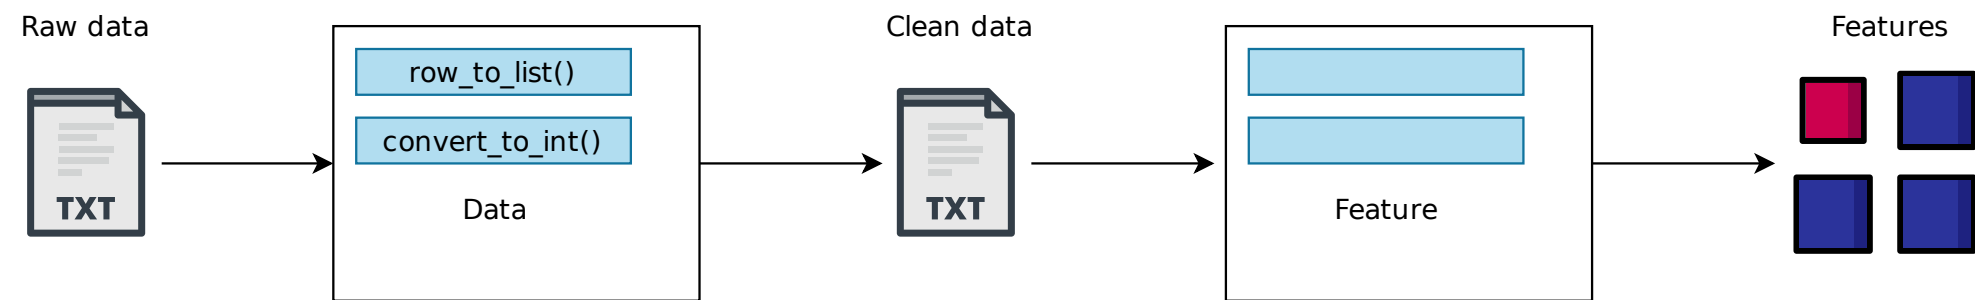 Raw data
row_to_list()
convert_to_int()
Data
TXT
Clean data
TXT
Feature
Features